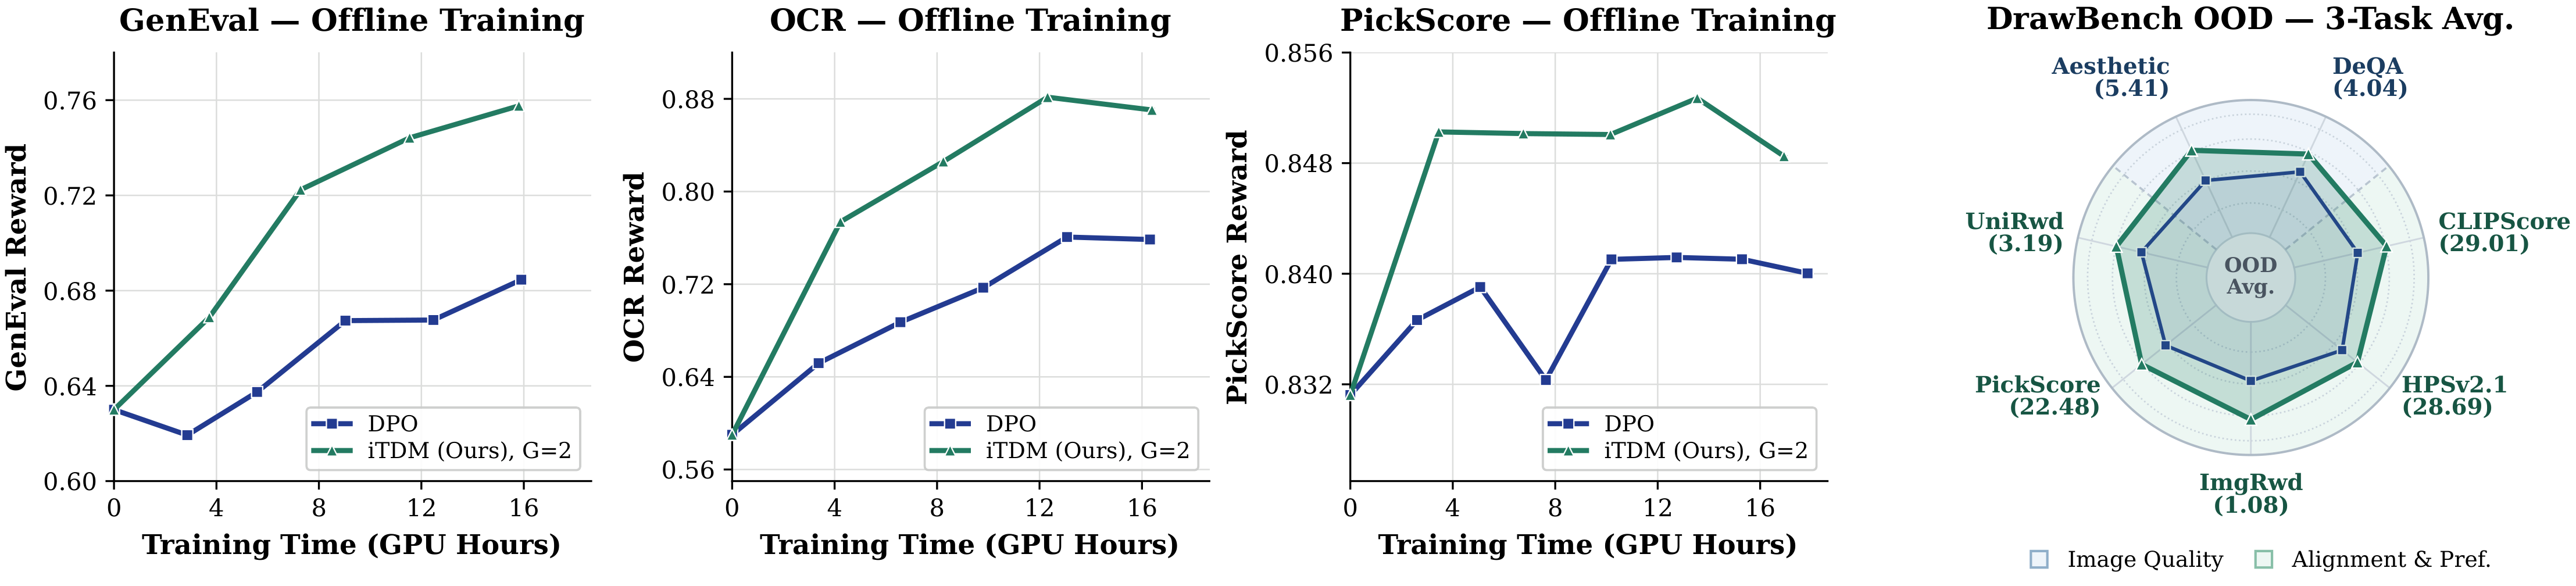 GenEval — Offline Training
GenEval Reward
0.76
0.72
0.68
0.64
0.60
0
4
8
12
16
Training Time (GPU Hours)
DPO
iTDM (Ours), G=2
OCR — Offline Training
OCR Reward
0.88
0.80
0.72
0.64
0.56
0
4
8
12
16
Training Time (GPU Hours)
DPO
iTDM (Ours), G=2
PickScore — Offline Training
PickScore Reward
0.856
0.848
0.840
0.832
0
4
8
12
16
Training Time (GPU Hours)
DPO
iTDM (Ours), G=2
DrawBench OOD — 3-Task Avg.
Aesthetic
(5.41)
DeQA
(4.04)
UniRwd
(3.19)
CLIPScore
(29.01)
OOD
Avg.
PickScore
(22.48)
HPSv2.1
(28.69)
ImgRwd
(1.08)
Image Quality
Alignment & Pref.